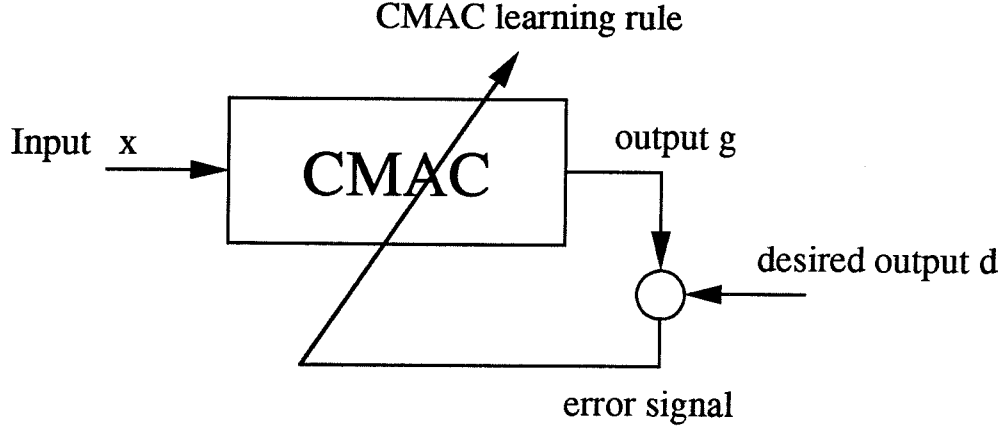 CMAC learning rule
Input x
output g
CMAC
desired output d
error signal